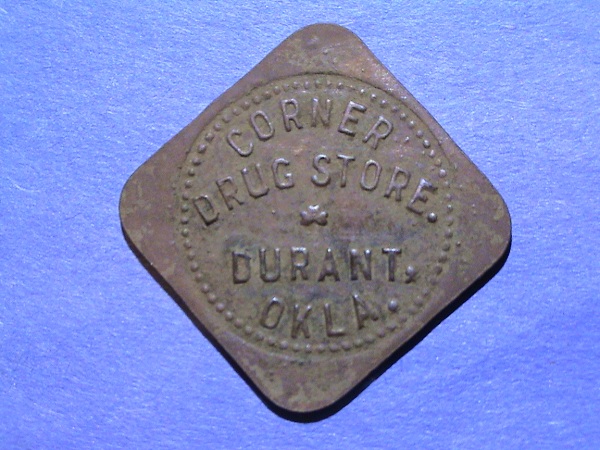 CORNER
DRUG STORE.
DURANT,
OKLA.